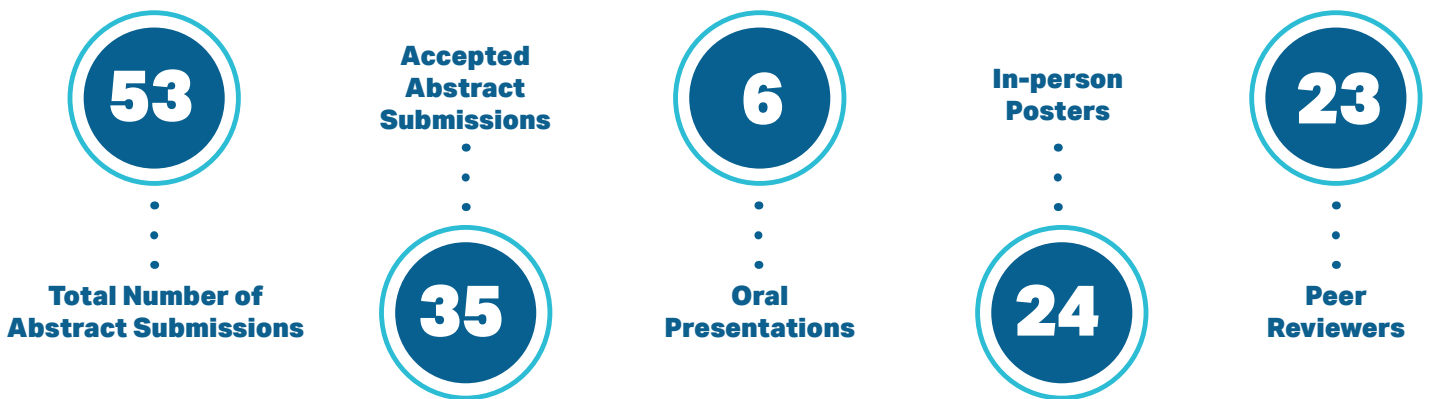 53
Total Number of
Abstract Submissions
Accepted
Abstract
Submissions
35
6
Oral
Presentations
In-person
Posters
24
23
Peer
Reviewers